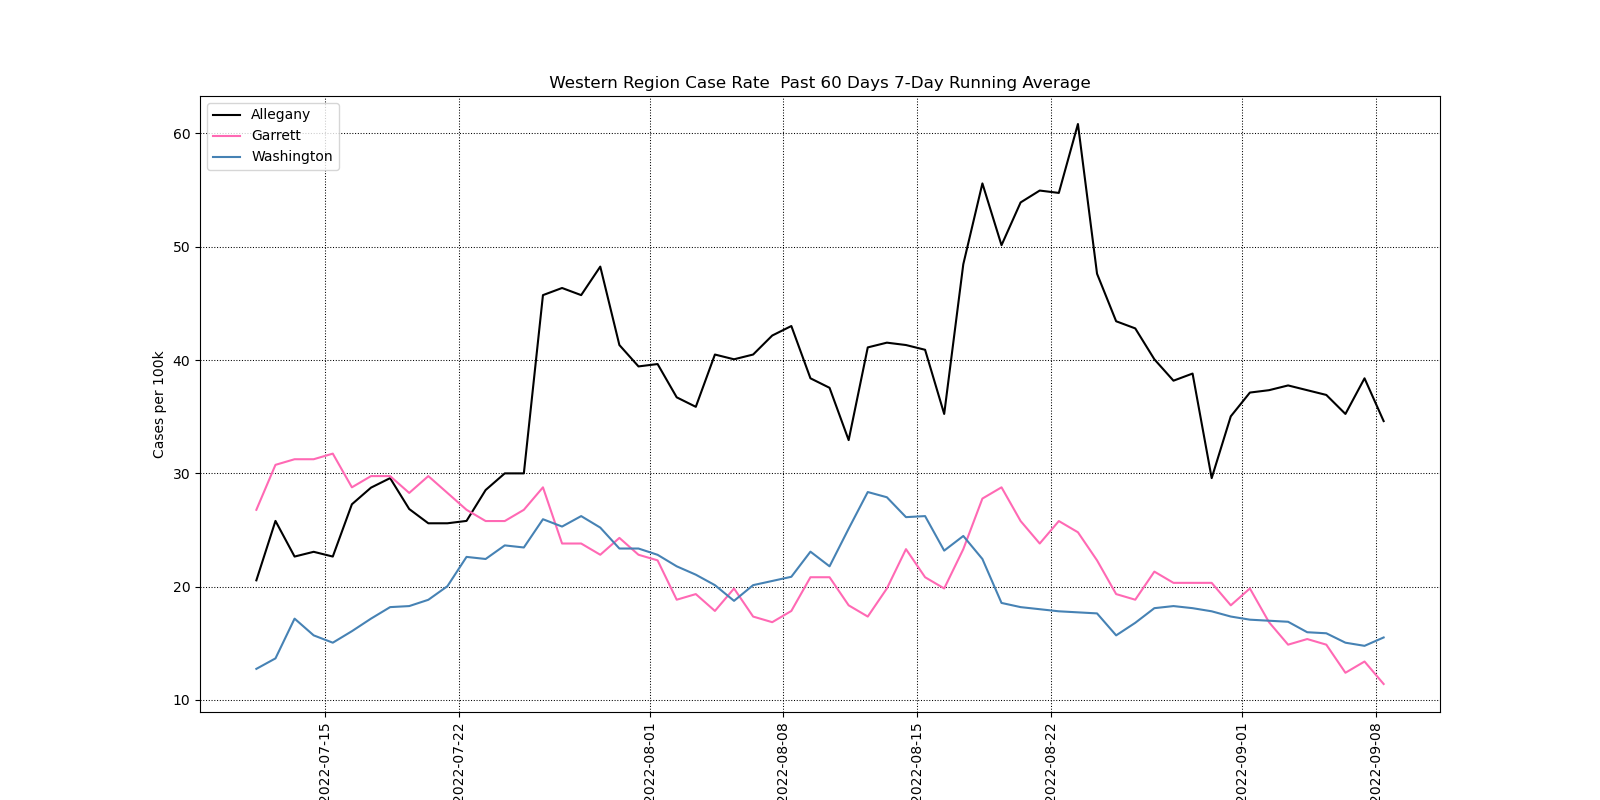 Western Region Case Rate  Past 60 Days 7-Day Running Average
Allegany
Garrett
Washington
60
50
40
30
20
10
Cases per 100k
2022-07-15
2022-07-22
2022-08-01
2022-08-08
2022-08-15
2022-08-22
2022-09-01
2022-09-08